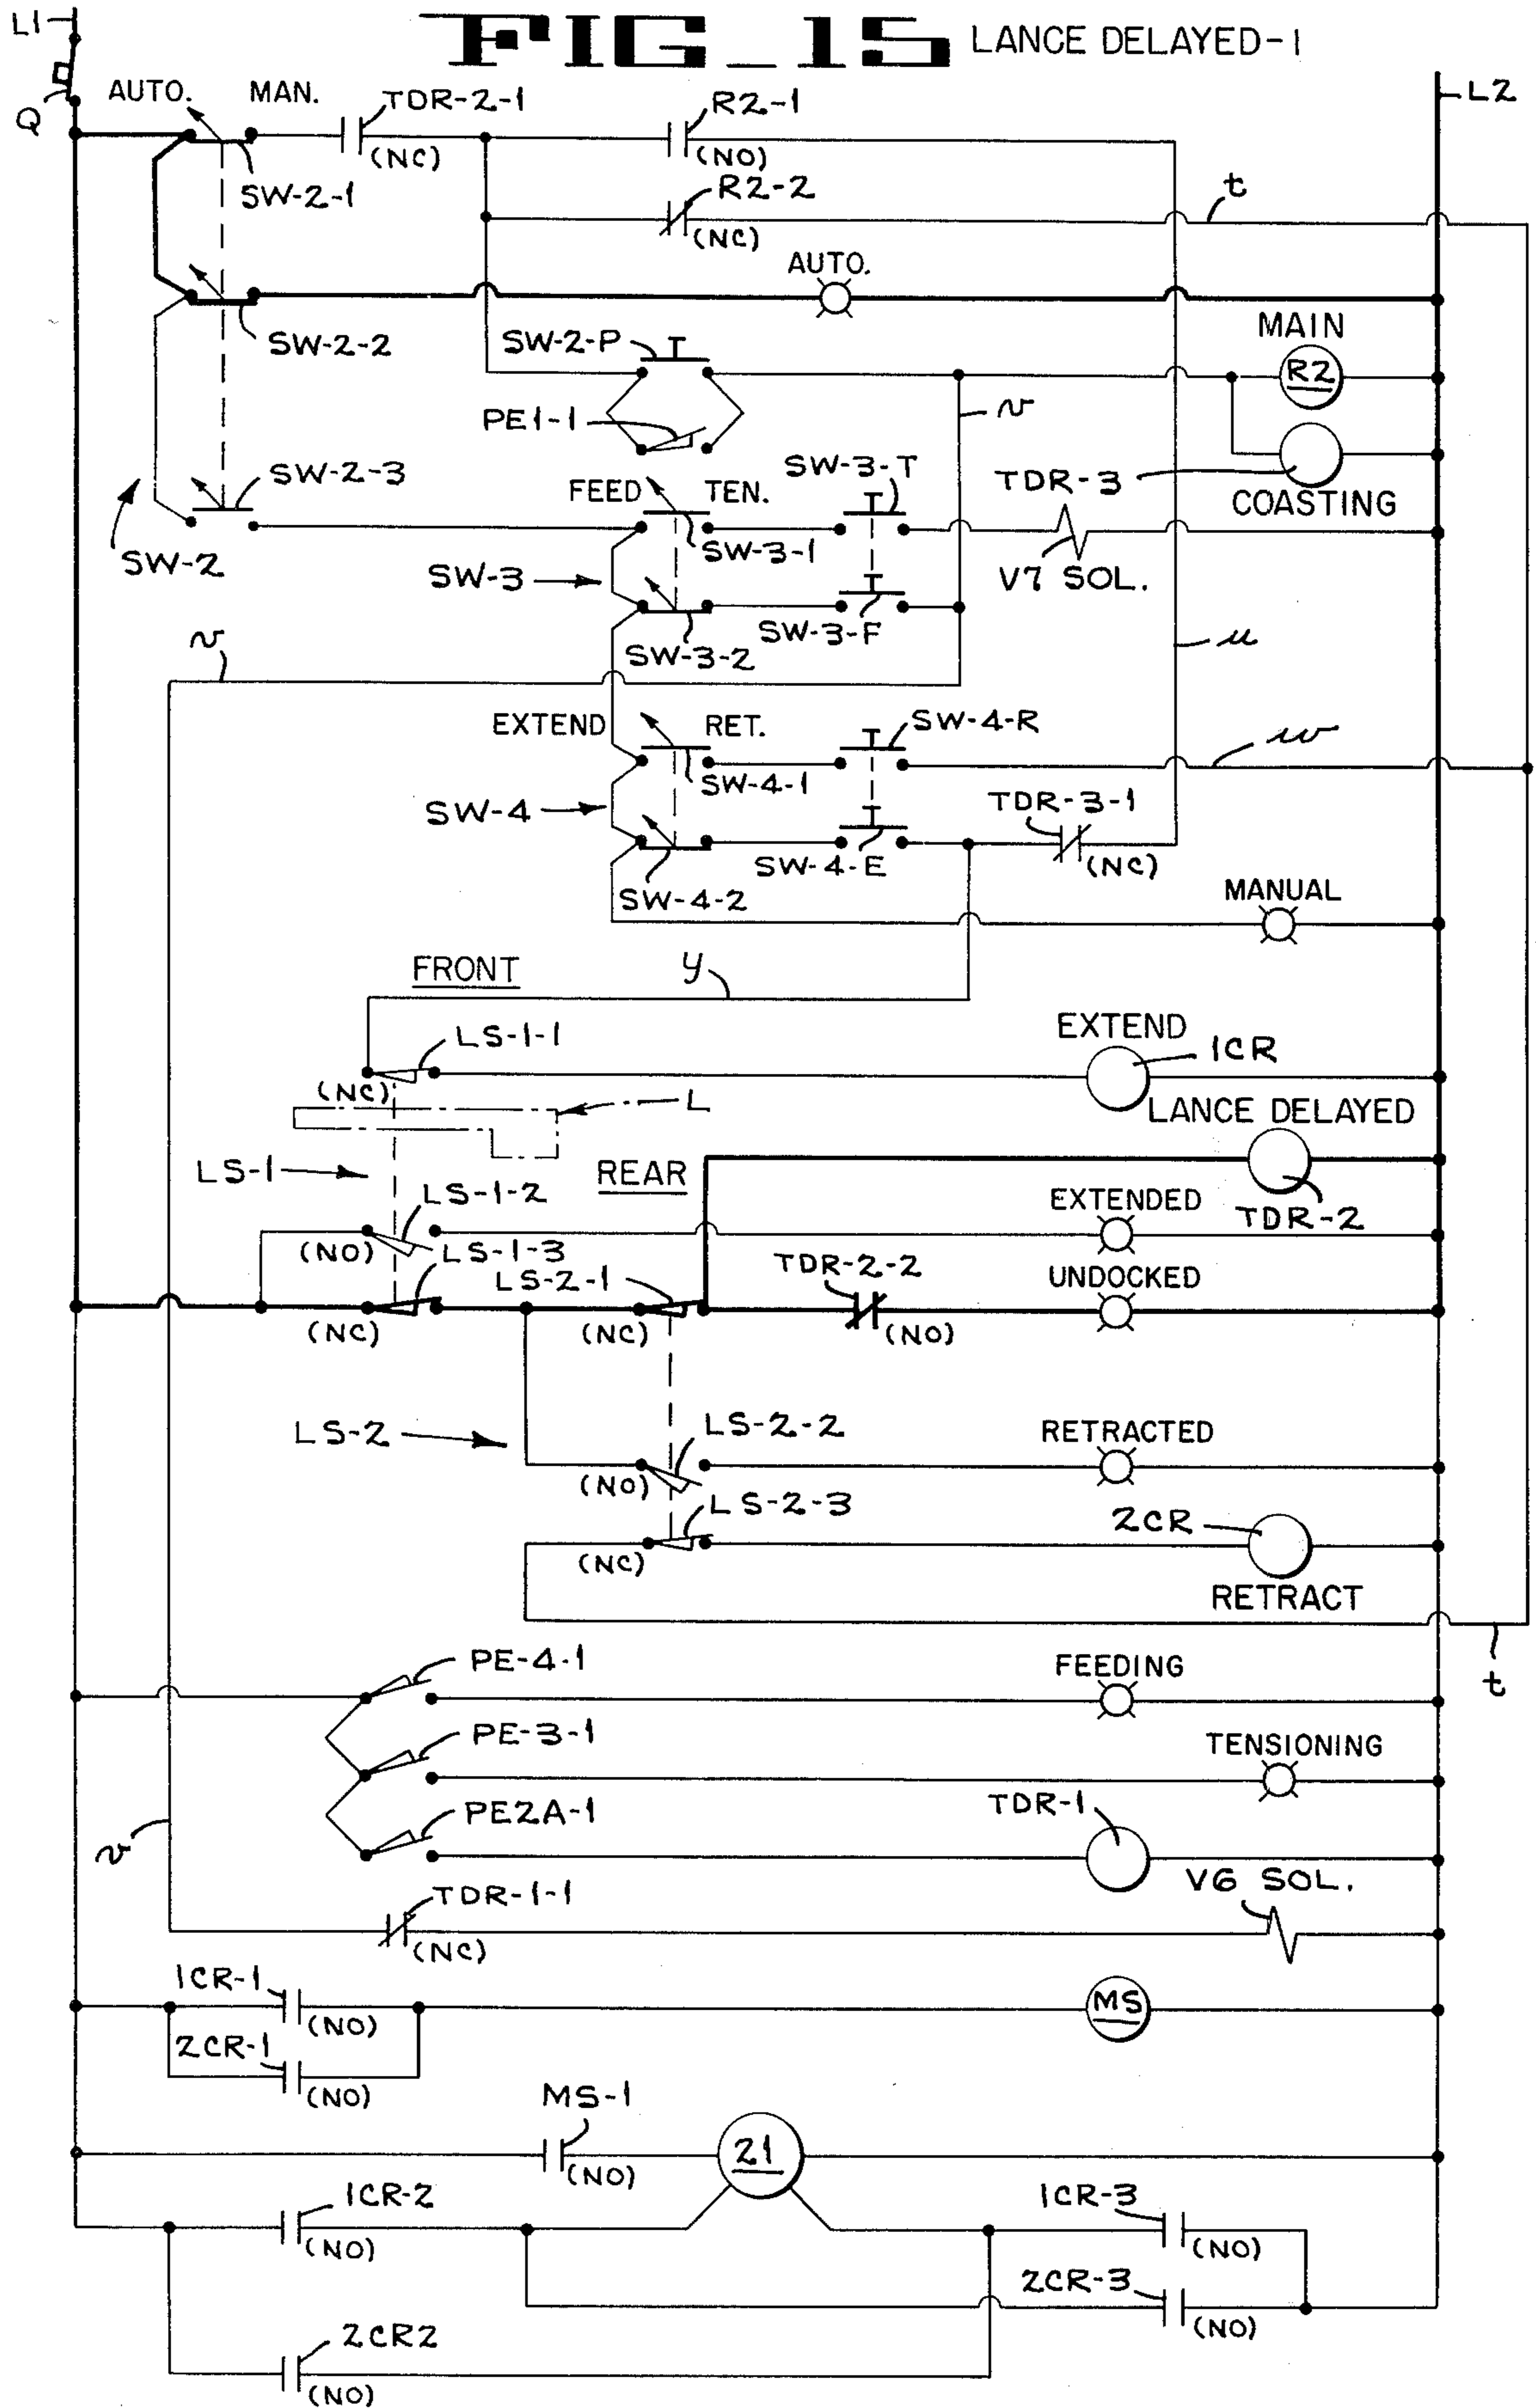 L1
FIG_15 LANCE DELAYED-1
Q
AUTO. MAN. TDR-2-1 R2-1 L2
(NC) (NO)
SW-2-1
R2-2 t
(NC)
AUTO.
SW-2-2
MAIN
SW-2-P
R2
PE1-1
v
SW-2-3
FEED TEN. SW-3-T TDR-3
COASTING
SW-3-1
SW-2
SW-3
V7 SOL.
SW-3-2 SW-3-F
v
u
EXTEND RET. SW-4-R w
SW-4-1
SW-4 TDR-3-1
SW-4-E (NC)
SW-4-2
MANUAL
FRONT y
LS-1-1
EXTEND
1CR
(NC)
L
LANCE DELAYED
LS-1
REAR
LS-1-2
EXTENDED
TDR-2
(NO)
LS-1-3
LS-2-1 TDR-2-2 UNDOCKED
(NC) (NC) (NO)
LS-2
LS-2-2 RETRACTED
(NO)
LS-2-3 2CR
(NC)
RETRACT
t
PE-4-1 FEEDING
PE-3-1 TENSIONING
PE2A-1 TDR-1
v
V6 SOL.
TDR-1-1
(NC)
1CR-1
(NO)
MS
2CR-1
(NO)
MS-1
(NO)
21
1CR-2 1CR-3
(NO) (NO)
2CR-3
(NO)
2CR2
(NO)